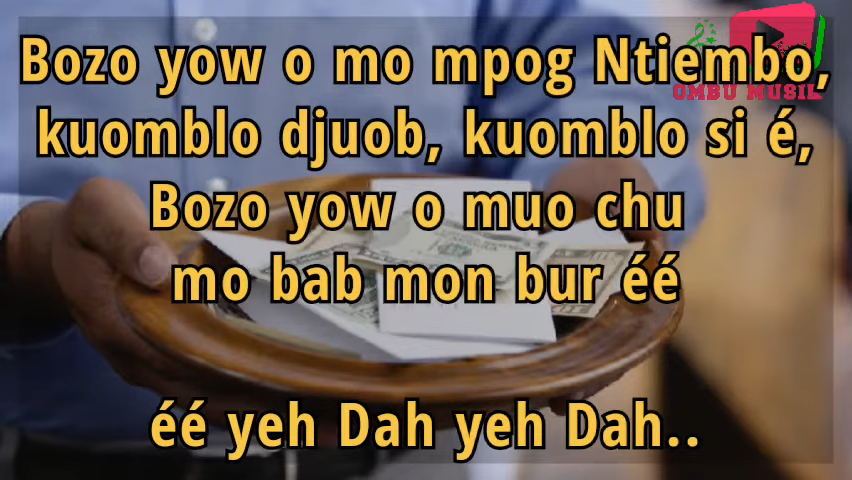 Bozo yow o mo mpog Ntiembo,
kuomblo djuob, kuomblo si é,
Bozo yow o muo chu
mo bab mon bur éé
éé yeh Dah yeh Dah..
OMBU MUSIL